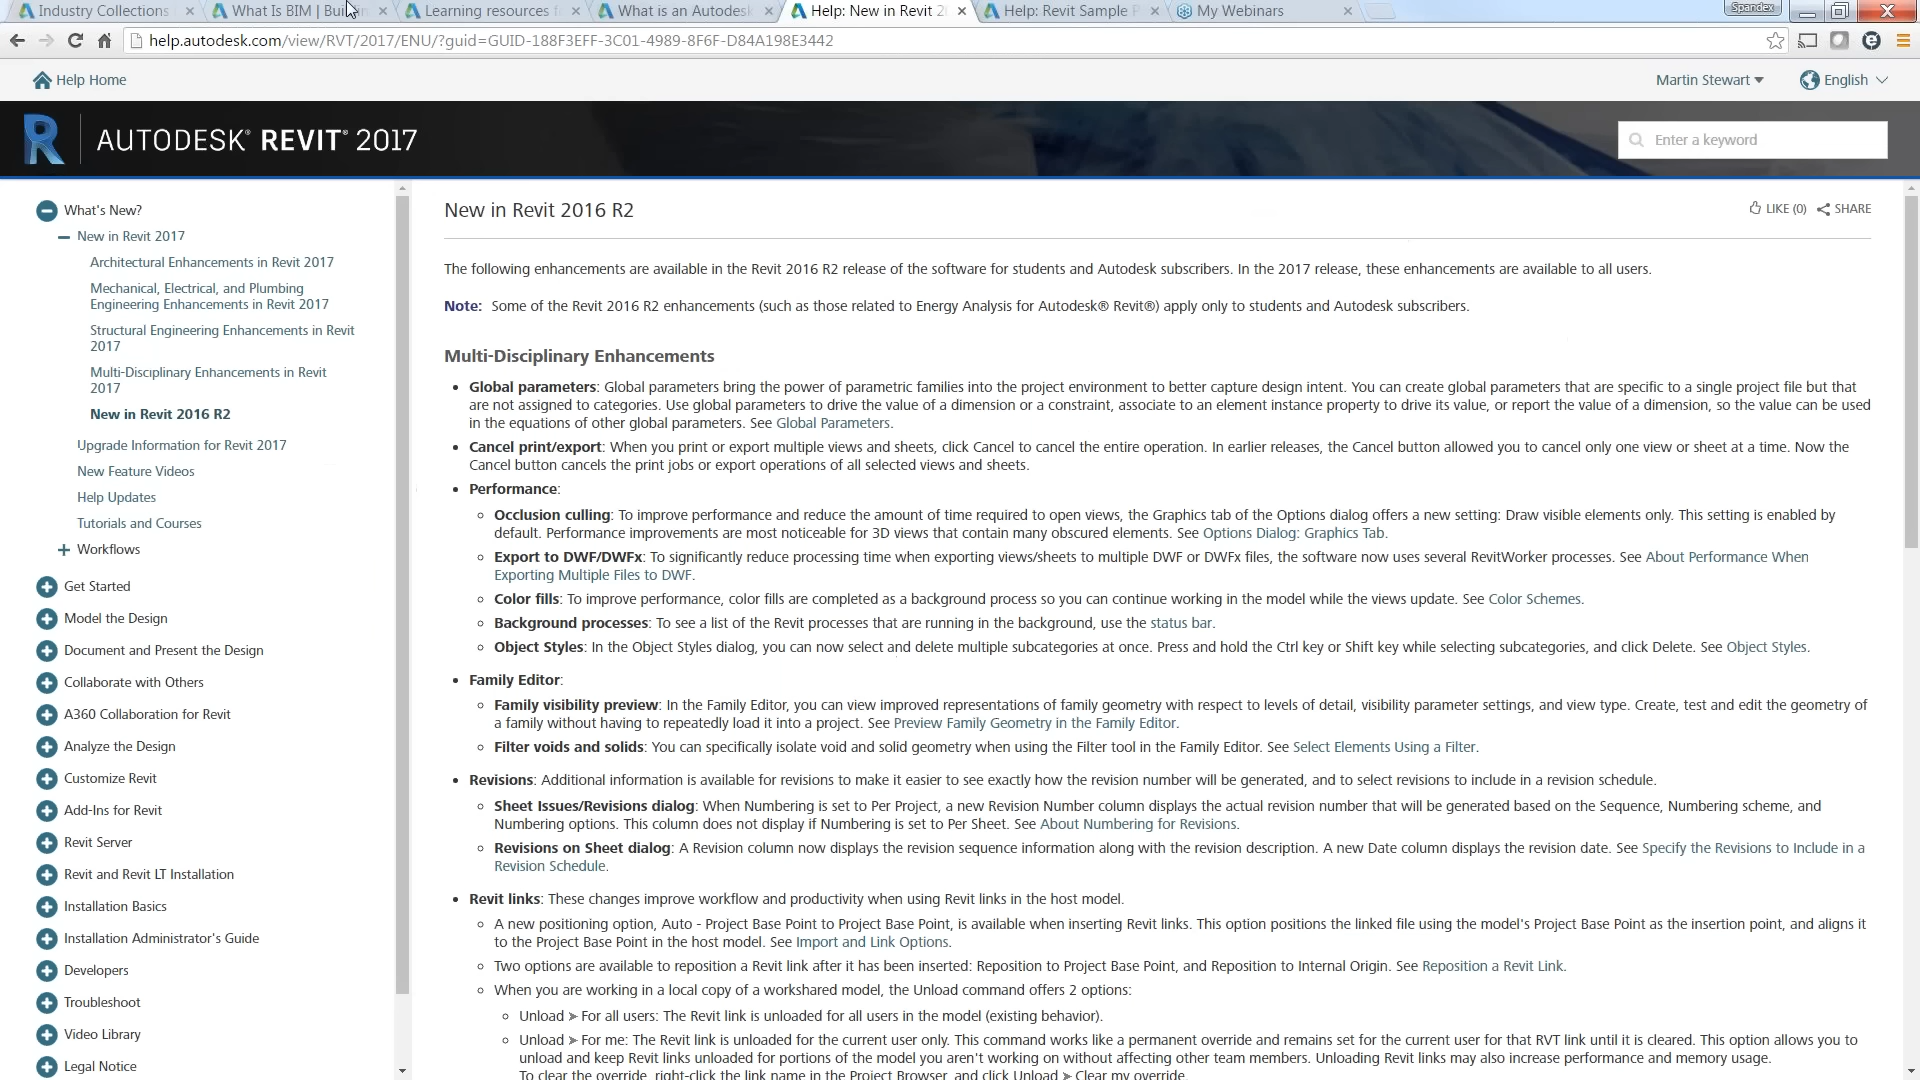 Industry Collections
What Is BIM | Buil
Learning resources f
What is an Autodesk
Help: New in Revit 2
Help: Revit Sample P
My Webinars
Spandex
help.autodesk.com/view/RVT/2017/ENU/?guid=GUID-188F3EFF-3C01-4989-8F6F-D84A198E3442
Help Home
Martin Stewart
English
AUTODESK® REVIT® 2017
Enter a keyword
What's New?
New in Revit 2017
Architectural Enhancements in Revit 2017
Mechanical, Electrical, and Plumbing
Engineering Enhancements in Revit 2017
Structural Engineering Enhancements in Revit
2017
Multi-Disciplinary Enhancements in Revit
2017
New in Revit 2016 R2
Upgrade Information for Revit 2017
New Feature Videos
Help Updates
Tutorials and Courses
Workflows
Get Started
Model the Design
Document and Present the Design
Collaborate with Others
A360 Collaboration for Revit
Analyze the Design
Customize Revit
Add-Ins for Revit
Revit Server
Revit and Revit LT Installation
Installation Basics
Installation Administrator's Guide
Developers
Troubleshoot
Video Library
Legal Notice
New in Revit 2016 R2
LIKE (0) SHARE
The following enhancements are available in the Revit 2016 R2 release of the software for students and Autodesk subscribers. In the 2017 release, these enhancements are available to all users.
Note: Some of the Revit 2016 R2 enhancements (such as those related to Energy Analysis for Autodesk® Revit®) apply only to students and Autodesk subscribers.
Multi-Disciplinary Enhancements
• Global parameters: Global parameters bring the power of parametric families into the project environment to better capture design intent. You can create global parameters that are specific to a single project file but that
are not assigned to categories. Use global parameters to drive the value of a dimension or a constraint, associate to an element instance property to drive its value, or report the value of a dimension, so the value can be used
in the equations of other global parameters. See Global Parameters.
• Cancel print/export: When you print or export multiple views and sheets, click Cancel to cancel the entire operation. In earlier releases, the Cancel button allowed you to cancel only one view or sheet at a time. Now the
Cancel button cancels the print jobs or export operations of all selected views and sheets.
• Performance:
◦ Occlusion culling: To improve performance and reduce the amount of time required to open views, the Graphics tab of the Options dialog offers a new setting: Draw visible elements only. This setting is enabled by
default. Performance improvements are most noticeable for 3D views that contain many obscured elements. See Options Dialog: Graphics Tab.
◦ Export to DWF/DWFx: To significantly reduce processing time when exporting views/sheets to multiple DWF or DWFx files, the software now uses several RevitWorker processes. See About Performance When
Exporting Multiple Files to DWF.
◦ Color fills: To improve performance, color fills are completed as a background process so you can continue working in the model while the views update. See Color Schemes.
◦ Background processes: To see a list of the Revit processes that are running in the background, use the status bar.
◦ Object Styles: In the Object Styles dialog, you can now select and delete multiple subcategories at once. Press and hold the Ctrl key or Shift key while selecting subcategories, and click Delete. See Object Styles.
• Family Editor:
◦ Family visibility preview: In the Family Editor, you can view improved representations of family geometry with respect to levels of detail, visibility parameter settings, and view type. Create, test and edit the geometry of
a family without having to repeatedly load it into a project. See Preview Family Geometry in the Family Editor.
◦ Filter voids and solids: You can specifically isolate void and solid geometry when using the Filter tool in the Family Editor. See Select Elements Using a Filter.
• Revisions: Additional information is available for revisions to make it easier to see exactly how the revision number will be generated, and to select revisions to include in a revision schedule.
◦ Sheet Issues/Revisions dialog: When Numbering is set to Per Project, a new Revision Number column displays the actual revision number that will be generated based on the Sequence, Numbering scheme, and
Numbering options. This column does not display if Numbering is set to Per Sheet. See About Numbering for Revisions.
◦ Revisions on Sheet dialog: A Revision column now displays the revision sequence information along with the revision description. A new Date column displays the revision date. See Specify the Revisions to Include in a
Revision Schedule.
• Revit links: These changes improve workflow and productivity when using Revit links in the host model.
◦ A new positioning option, Auto - Project Base Point to Project Base Point, is available when inserting Revit links. This option positions the linked file using the model's Project Base Point as the insertion point, and aligns it
to the Project Base Point in the host model. See Import and Link Options.
◦ Two options are available to reposition a Revit link after it has been inserted: Reposition to Project Base Point, and Reposition to Internal Origin. See Reposition a Revit Link.
◦ When you are working in a local copy of a workshared model, the Unload command offers 2 options:
◦ Unload ➤ For all users: The Revit link is unloaded for all users in the model (existing behavior).
◦ Unload ➤ For me: The Revit link is unloaded for the current user only. This command works like a permanent override and remains set for the current user for that RVT link until it is cleared. This option allows you to
unload and keep Revit links unloaded for portions of the model you aren't working on without affecting other team members. Unloading Revit links may also increase performance and memory usage.
To clear the override, right-click the link name in the Project Browser, and click Unload ➤ Clear my override.